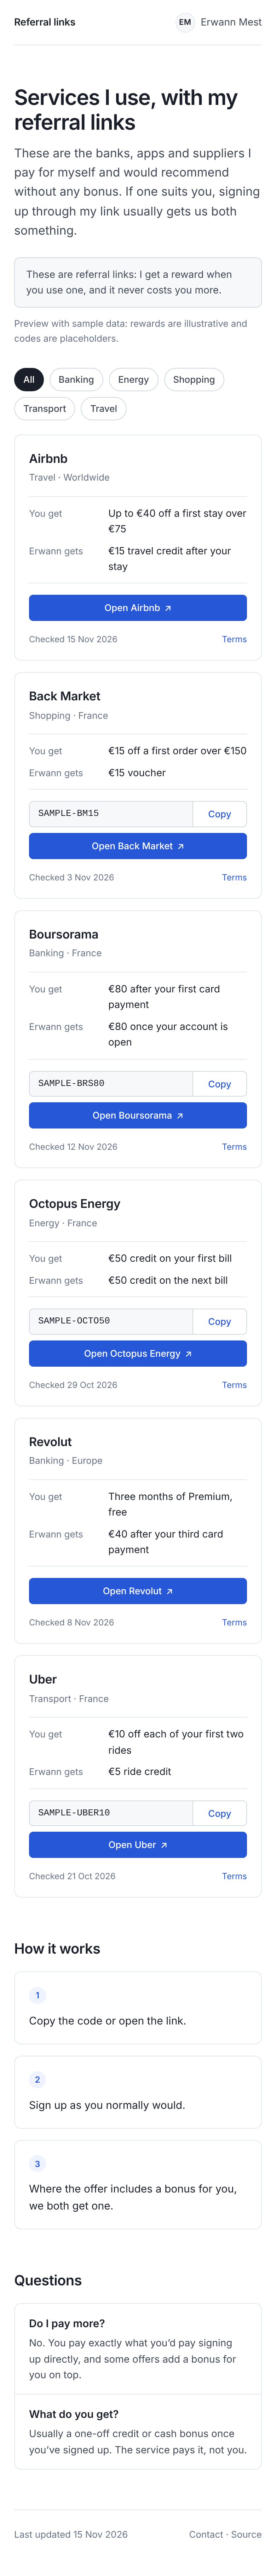 Referral links
EM Erwann Mest
Services I use, with my
referral links
These are the banks, apps and suppliers I
pay for myself and would recommend
without any bonus. If one suits you, signing
up through my link usually gets us both
something.
These are referral links: I get a reward when
you use one, and it never costs you more.
Preview with sample data: rewards are illustrative and
codes are placeholders.
All Banking Energy Shopping
Transport Travel
Airbnb
Travel · Worldwide
You get Up to €40 off a first stay over
€75
Erwann gets €15 travel credit after your
stay
Open Airbnb ↗
Checked 15 Nov 2026 Terms
Back Market
Shopping · France
You get €15 off a first order over €150
Erwann gets €15 voucher
SAMPLE-BM15 Copy
Open Back Market ↗
Checked 3 Nov 2026 Terms
Boursorama
Banking · France
You get €80 after your first card
payment
Erwann gets €80 once your account is
open
SAMPLE-BRS80 Copy
Open Boursorama ↗
Checked 12 Nov 2026 Terms
Octopus Energy
Energy · France
You get €50 credit on your first bill
Erwann gets €50 credit on the next bill
SAMPLE-OCTO50 Copy
Open Octopus Energy ↗
Checked 29 Oct 2026 Terms
Revolut
Banking · Europe
You get Three months of Premium,
free
Erwann gets €40 after your third card
payment
Open Revolut ↗
Checked 8 Nov 2026 Terms
Uber
Transport · France
You get €10 off each of your first two
rides
Erwann gets €5 ride credit
SAMPLE-UBER10 Copy
Open Uber ↗
Checked 21 Oct 2026 Terms
How it works
1
Copy the code or open the link.
2
Sign up as you normally would.
3
Where the offer includes a bonus for you,
we both get one.
Questions
Do I pay more?
No. You pay exactly what you’d pay signing
up directly, and some offers add a bonus for
you on top.
What do you get?
Usually a one-off credit or cash bonus once
you’ve signed up. The service pays it, not you.
Last updated 15 Nov 2026 Contact · Source